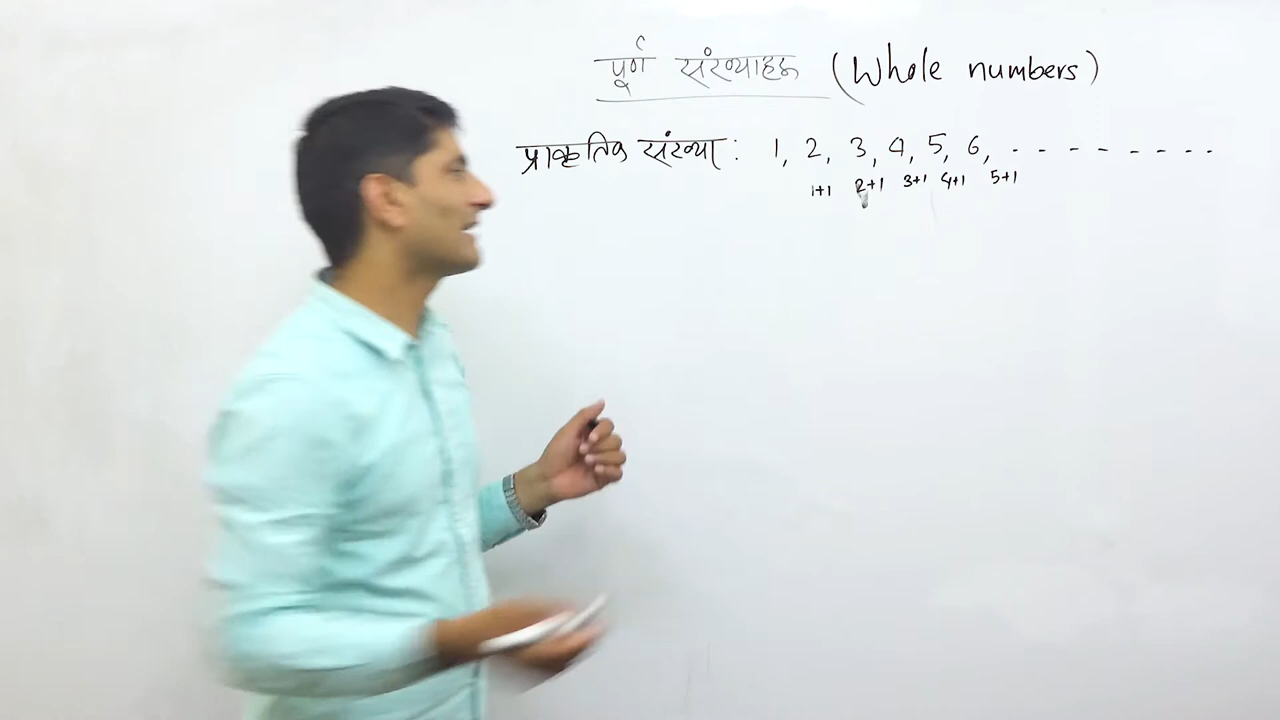 पूर्ण संख्याहरू (Whole numbers)
प्राकृतिक संख्या : 1, 2, 3, 4, 5, 6, - - - - - - - -
1+1 2+1 3+1 4+1 5+1